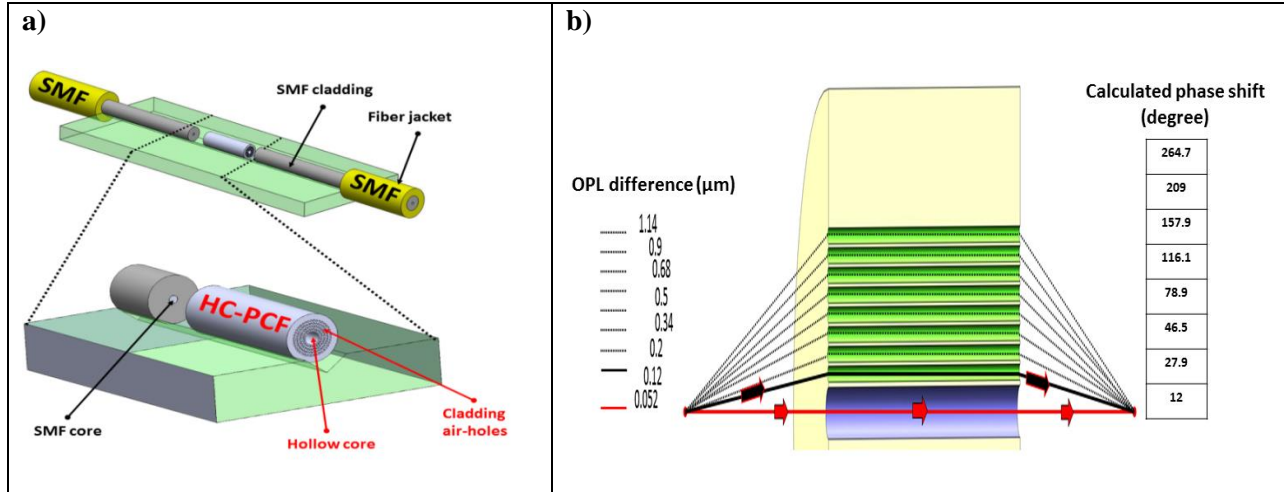 a)
SMF
SMF cladding
Fiber jacket
SMF
HC-PCF
SMF core
Cladding
air-holes
Hollow core
b)
Calculated phase shift
(degree)
OPL difference (µm)
1.14
0.9
0.68
0.5
0.34
0.2
0.12
0.052
264.7
209
157.9
116.1
78.9
46.5
27.9
12